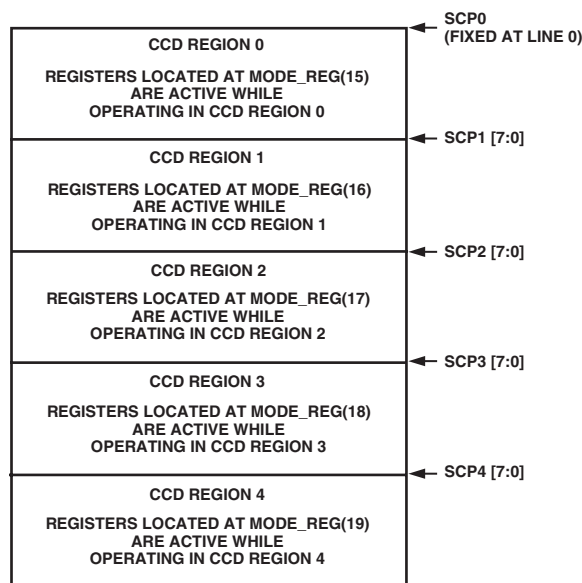 SCP0
(FIXED AT LINE 0)
CCD REGION 0
REGISTERS LOCATED AT MODE_REG(15)
ARE ACTIVE WHILE
OPERATING IN CCD REGION 0
SCP1 [7:0]
CCD REGION 1
REGISTERS LOCATED AT MODE_REG(16)
ARE ACTIVE WHILE
OPERATING IN CCD REGION 1
SCP2 [7:0]
CCD REGION 2
REGISTERS LOCATED AT MODE_REG(17)
ARE ACTIVE WHILE
OPERATING IN CCD REGION 2
SCP3 [7:0]
CCD REGION 3
REGISTERS LOCATED AT MODE_REG(18)
ARE ACTIVE WHILE
OPERATING IN CCD REGION 3
SCP4 [7:0]
CCD REGION 4
REGISTERS LOCATED AT MODE_REG(19)
ARE ACTIVE WHILE
OPERATING IN CCD REGION 4